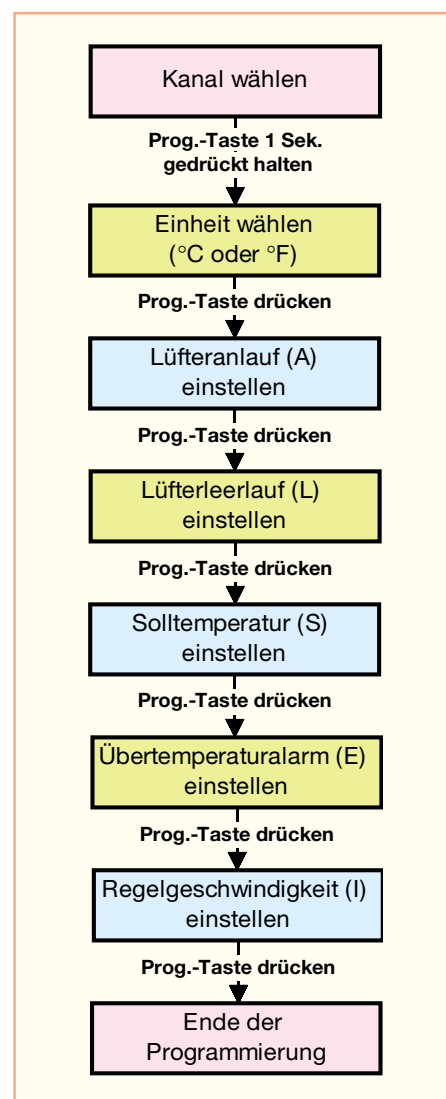 Kanal wählen
Prog.-Taste 1 Sek.
gedrückt halten
Einheit wählen
(°C oder °F)
Prog.-Taste drücken
Lüfteranlauf (A)
einstellen
Prog.-Taste drücken
Lüfterleerlauf (L)
einstellen
Prog.-Taste drücken
Solltemperatur (S)
einstellen
Prog.-Taste drücken
Übertemperaturalarm (E)
einstellen
Prog.-Taste drücken
Regelgeschwindigkeit (I)
einstellen
Prog.-Taste drücken
Ende der
Programmierung